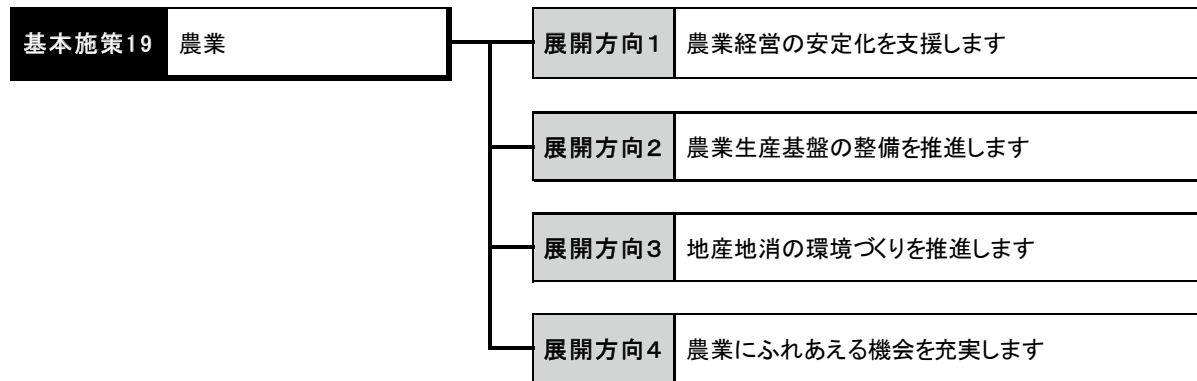 基本施策19 農業
展開方向1 農業経営の安定化を支援します
展開方向2 農業生産基盤の整備を推進します
展開方向3 地産地消の環境づくりを推進します
展開方向4 農業にふれあえる機会を充実します